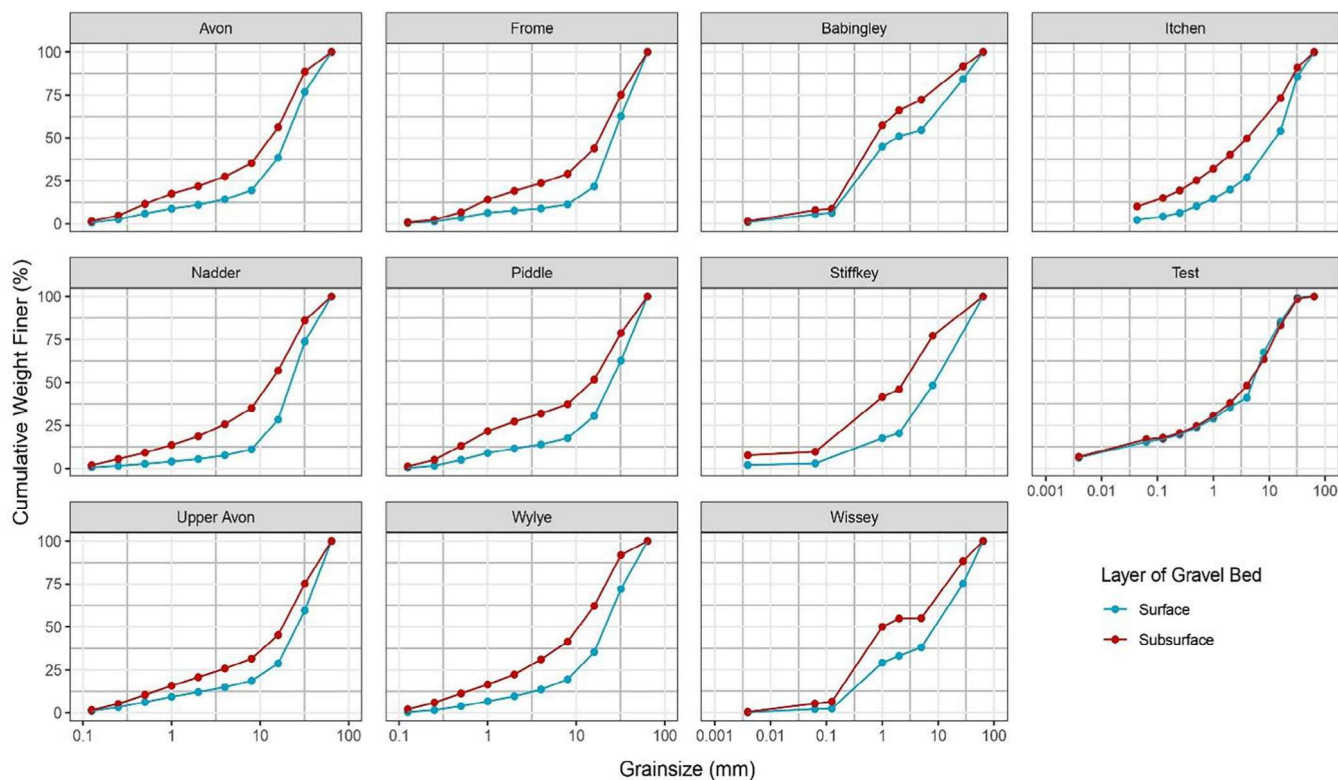 Avon
Frome
Babingley
Itchen
100
75
50
25
0
Nadder
Piddle
Stiffkey
Test
100
75
50
25
0
0.001 0.01 0.1 1 10 100
Upper Avon
Wylye
Wissey
100
75
50
25
0
0.1 1 10 100
0.1 1 10 100
0.001 0.01 0.1 1 10 100
Cumulative Weight Finer (%)
Grainsize (mm)
Layer of Gravel Bed
Surface
Subsurface